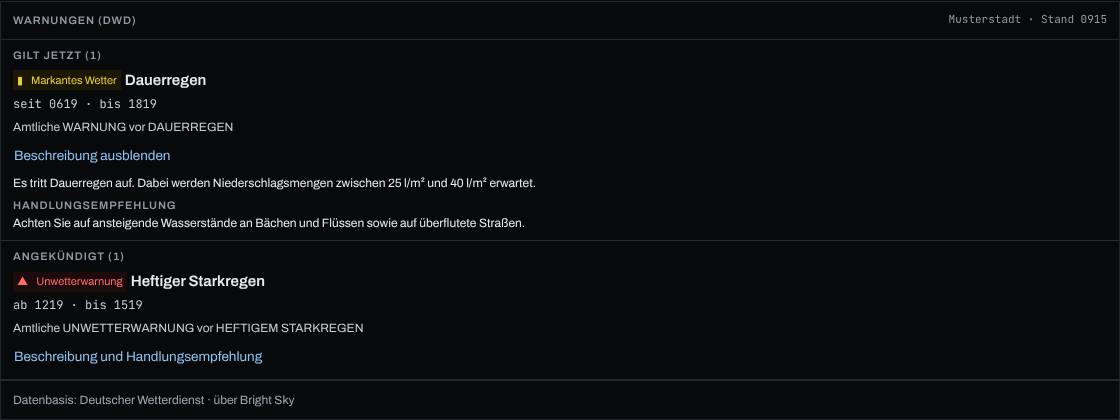 WARNUNGEN (DWD)
Musterstadt · Stand 0915
GILT JETZT (1)
Markantes Wetter Dauerregen
seit 0619 · bis 1819
Amtliche WARNUNG vor DAUERREGEN
Beschreibung ausblenden
Es tritt Dauerregen auf. Dabei werden Niederschlagsmengen zwischen 25 l/m² und 40 l/m² erwartet.
HANDLUNGSEMPFEHLUNG
Achten Sie auf ansteigende Wasserstände an Bächen und Flüssen sowie auf überflutete Straßen.
ANGEKÜNDIGT (1)
Unwetterwarnung Heftiger Starkregen
ab 1219 · bis 1519
Amtliche UNWETTERWARNUNG vor HEFTIGEM STARKREGEN
Beschreibung und Handlungsempfehlung
Datenbasis: Deutscher Wetterdienst · über Bright Sky